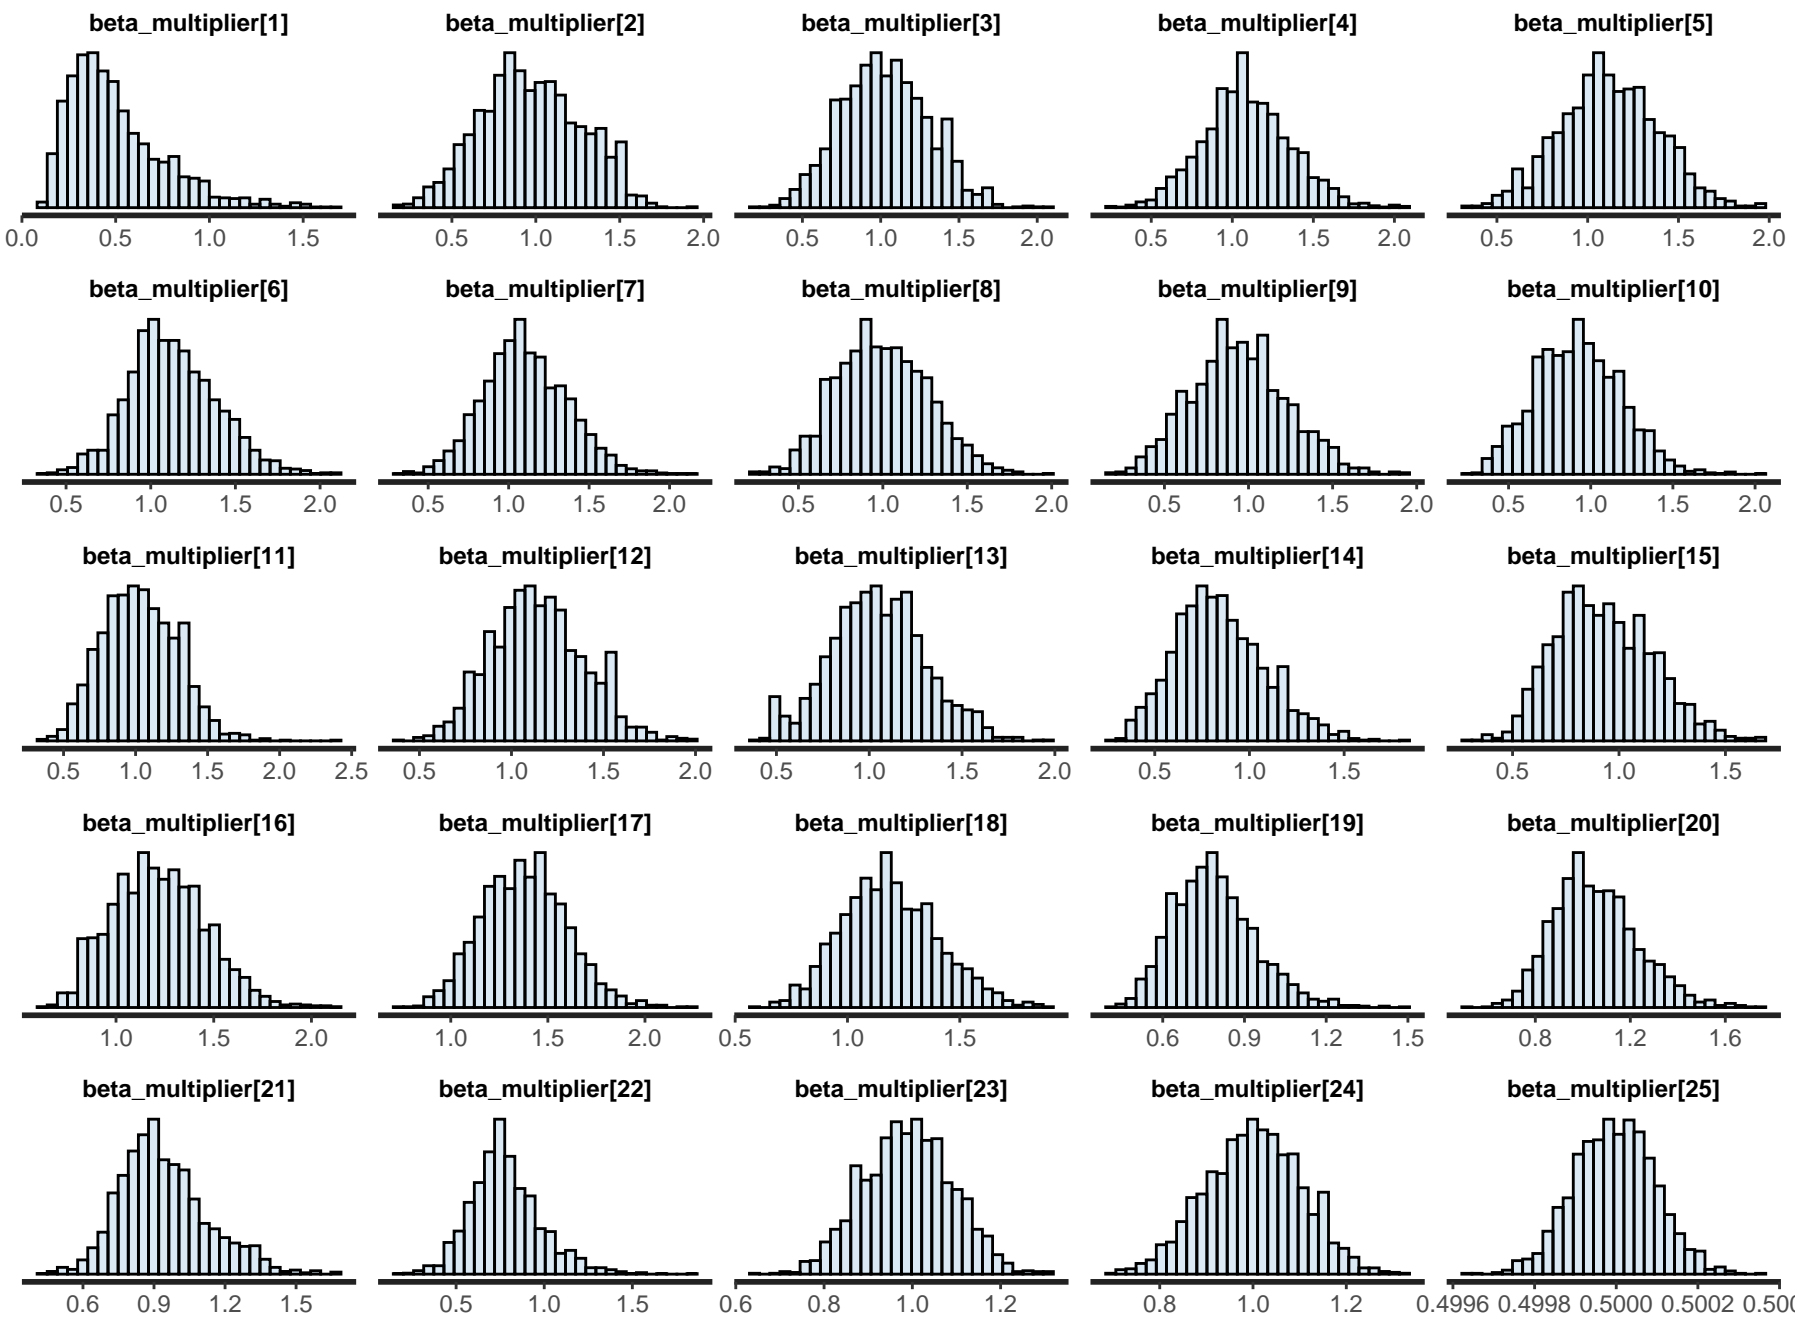 beta_multiplier[1] beta_multiplier[2] beta_multiplier[3] beta_multiplier[4] beta_multiplier[5]
0.0 0.5 1.0 1.5 0.5 1.0 1.5 2.0 0.5 1.0 1.5 2.0 0.5 1.0 1.5 2.0 0.5 1.0 1.5 2.0
beta_multiplier[6] beta_multiplier[7] beta_multiplier[8] beta_multiplier[9] beta_multiplier[10]
0.5 1.0 1.5 2.0 0.5 1.0 1.5 2.0 0.5 1.0 1.5 2.0 0.5 1.0 1.5 2.0 0.5 1.0 1.5 2.0
beta_multiplier[11] beta_multiplier[12] beta_multiplier[13] beta_multiplier[14] beta_multiplier[15]
0.5 1.0 1.5 2.0 2.5 0.5 1.0 1.5 2.0 0.5 1.0 1.5 2.0 0.5 1.0 1.5 0.5 1.0 1.5
beta_multiplier[16] beta_multiplier[17] beta_multiplier[18] beta_multiplier[19] beta_multiplier[20]
1.0 1.5 2.0 1.0 1.5 2.0 0.5 1.0 1.5 0.6 0.9 1.2 1.5 0.8 1.2 1.6
beta_multiplier[21] beta_multiplier[22] beta_multiplier[23] beta_multiplier[24] beta_multiplier[25]
0.6 0.9 1.2 1.5 0.5 1.0 1.5 0.6 0.8 1.0 1.2 0.8 1.0 1.2 0.4996 0.4998 0.5000 0.5002